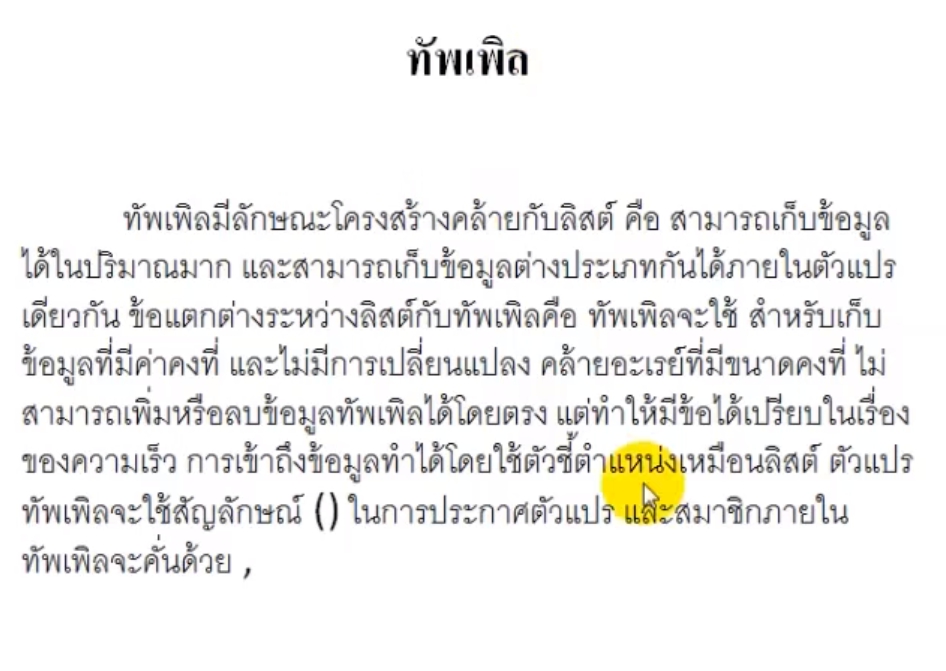 ทัพเพิล
ทัพเพิลมีลักษณะโครงสร้างคล้ายกับลิสต์ คือ สามารถเก็บข้อมูล
ได้ในปริมาณมาก และสามารถเก็บข้อมูลต่างประเภทกันได้ภายในตัวแปร
เดียวกัน ข้อแตกต่างระหว่างลิสต์กับทัพเพิลคือ ทัพเพิลจะใช้ สำหรับเก็บ
ข้อมูลที่มีค่าคงที่ และไม่มีการเปลี่ยนแปลง คล้ายอะเรย์ที่มีขนาดคงที่ ไม่
สามารถเพิ่มหรือลบข้อมูลทัพเพิลได้โดยตรง แต่ทำให้มีข้อได้เปรียบในเรื่อง
ของความเร็ว การเข้าถึงข้อมูลทำได้โดยใช้ตัวชี้ตำแหน่งเหมือนลิสต์ ตัวแปร
ทัพเพิลจะใช้สัญลักษณ์ () ในการประกาศตัวแปร และสมาชิกภายใน
ทัพเพิลจะคั่นด้วย ,